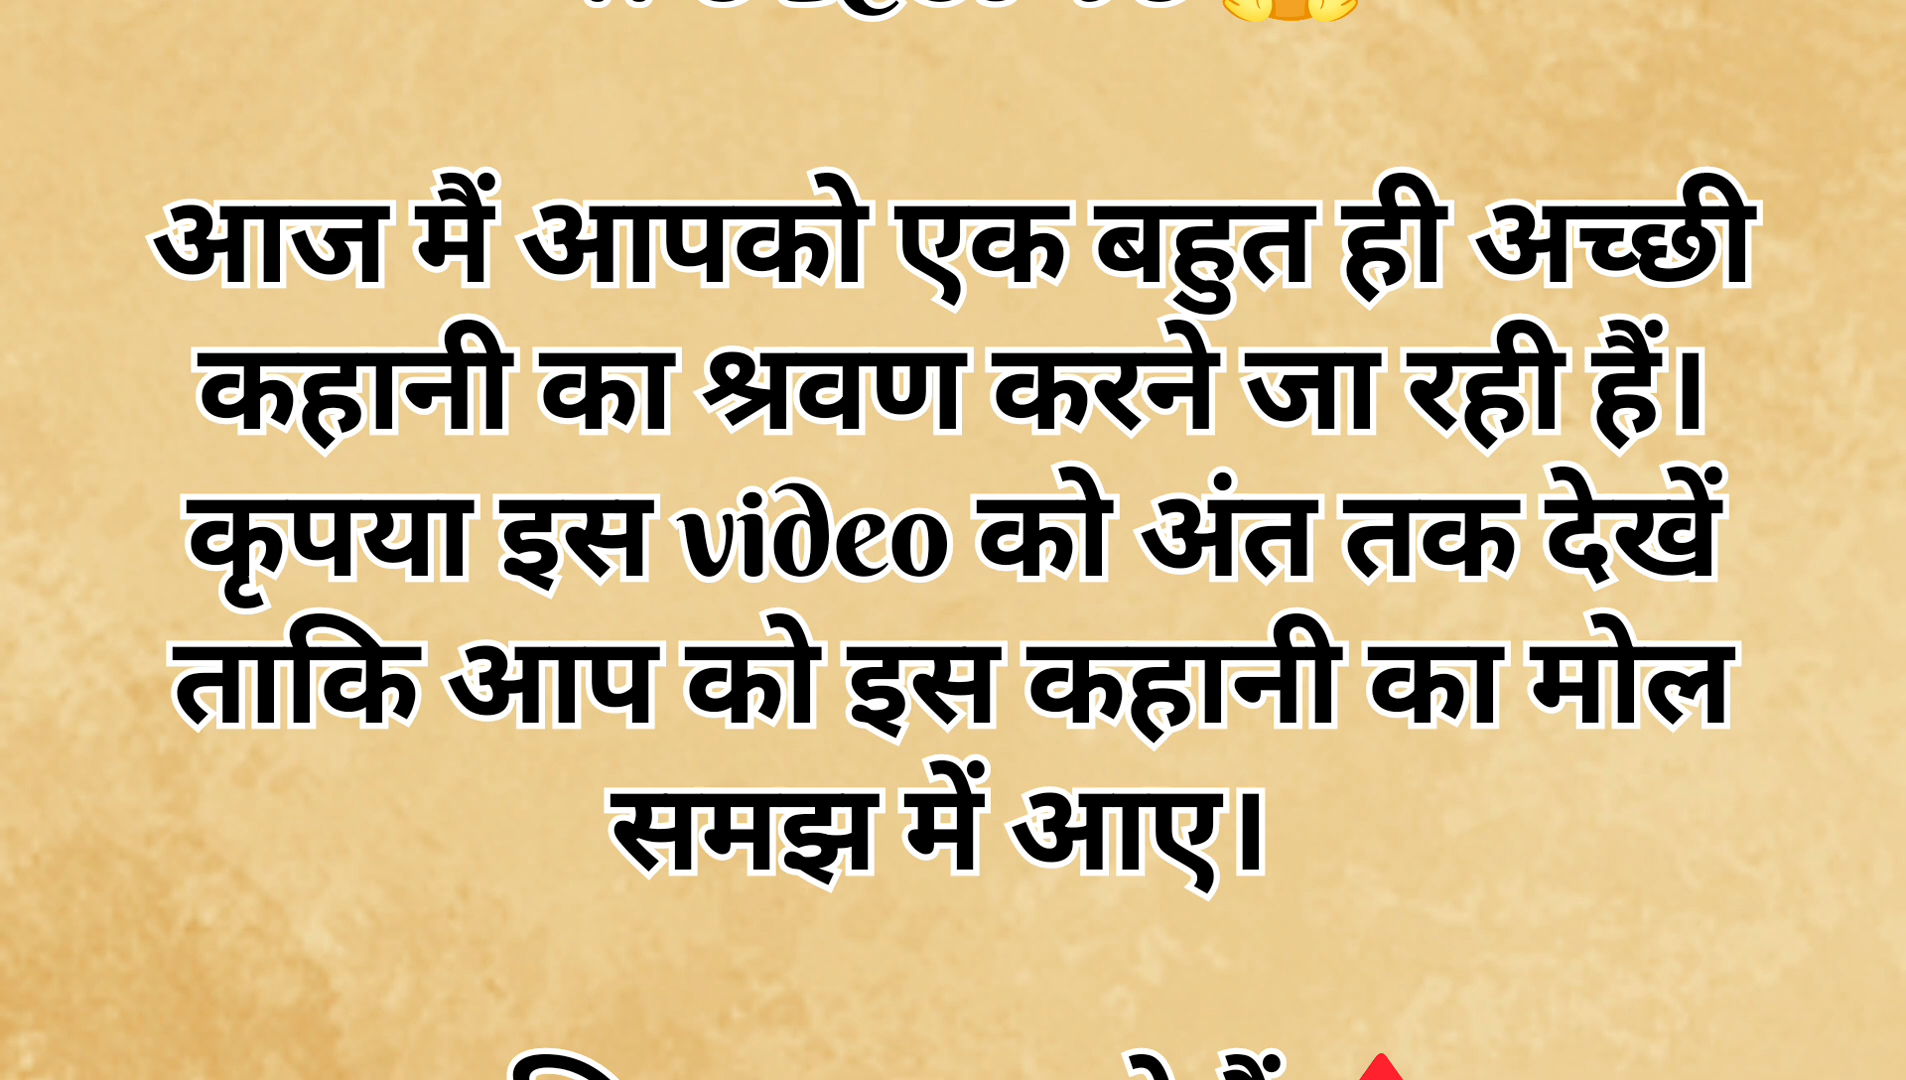 आज मैं आपको एक बहुत ही अच्छी
कहानी का श्रवण करने जा रही हैं।
कृपया इस video को अंत तक देखें
ताकि आप को इस कहानी का मोल
समझ में आए।